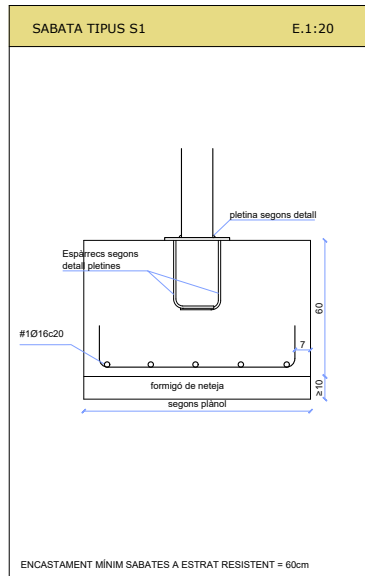 SABATA TIPUS S1 E.1:20
pletina segons detall
Espàrrecs segons
detall pletines
60
#1Ø16c20
7
formigó de neteja
≥10
segons plànol
ENCASTAMENT MÍNIM SABATES A ESTRAT RESISTENT = 60cm